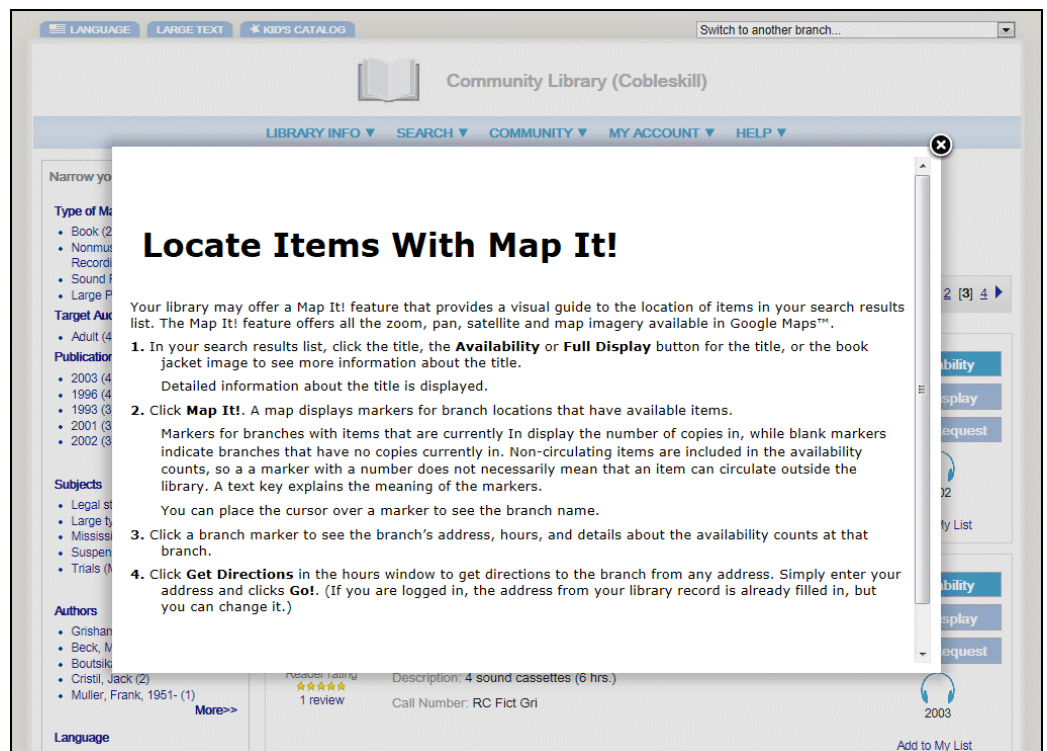 LANGUAGE
LARGE TEXT
KID'S CATALOG
Switch to another branch...
Community Library (Cobleskill)
LIBRARY INFO ▼ SEARCH ▼ COMMUNITY ▼ MY ACCOUNT ▼ HELP ▼
Narrow yo
Type of Ma
• Book (2
• Nonmus
Recordi
• Sound
• Large P
Target Aud
• Adult (4
Publication
• 2003 (4
• 1996 (4
• 1993 (3
• 2001 (3
• 2002 (3
Subjects
• Legal st
• Large ty
• Mississi
• Suspen
• Trials
Authors
• Grisham
• Beck, M
• Boutsika
• Cristil, Jack (2)
• Muller, Frank, 1951- (1)
More>>
Language
Locate Items With Map It!
Your library may offer a Map It! feature that provides a visual guide to the location of items in your search results
list. The Map It! feature offers all the zoom, pan, satellite and map imagery available in Google Maps™.
1. In your search results list, click the title, the Availability or Full Display button for the title, or the book
jacket image to see more information about the title.
Detailed information about the title is displayed.
2. Click Map It!. A map displays markers for branch locations that have available items.
Markers for branches with items that are currently In display the number of copies in, while blank markers
indicate branches that have no copies currently in. Non-circulating items are included in the availability
counts, so a a marker with a number does not necessarily mean that an item can circulate outside the
library. A text key explains the meaning of the markers.
You can place the cursor over a marker to see the branch name.
3. Click a branch marker to see the branch's address, hours, and details about the availability counts at that
branch.
4. Click Get Directions in the hours window to get directions to the branch from any address. Simply enter your
address and clicks Go!. (If you are logged in, the address from your library record is already filled in, but
you can change it.)
2 [3] 4
bility
splay
equest
02
y List
bility
splay
equest
Reader rating
1 review
Description: 4 sound cassettes (6 hrs.)
Call Number: RC Fict Gri
2003
Add to My List